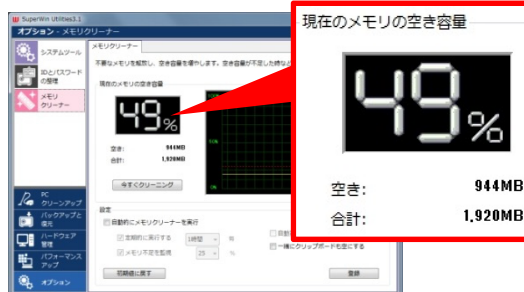 SuperWin Utilities3.1
オプション - メモリクリーナー
システムツール
IDとパスワードの管理
メモリクリーナー
PCクリーンアップ
バックアップと復元
ハードウェア管理
パフォーマンスアップ
オプション
メモリクリーナー
不要なメモリを解放し、空き容量を増やします。空き容量が不足した時など
現在のメモリの空き容量
49%
空き: 944MB
合計: 1,920MB
今すぐクリーニング
設定
自動的にメモリクリーナーを実行
定期的に実行する 1時間 毎
メモリ不足を監視 25 %
自動
一緒にクリップボードも空にする
初期値に戻す
登録
現在のメモリの空き容量
49%
空き: 944MB
合計: 1,920MB